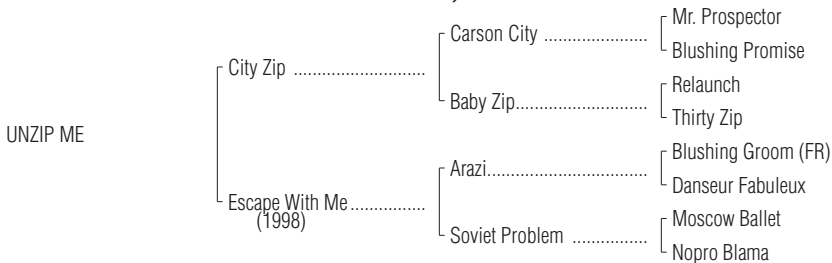 Mr. Prospector
Carson City ......................
Blushing Promise
City Zip ............................
Relaunch
Baby Zip............................
Thirty Zip
UNZIP ME
Blushing Groom (FR)
Arazi..................................
Danseur Fabuleux
Escape With Me ................
(1998)
Moscow Ballet
Soviet Problem ................
Nopro Blama